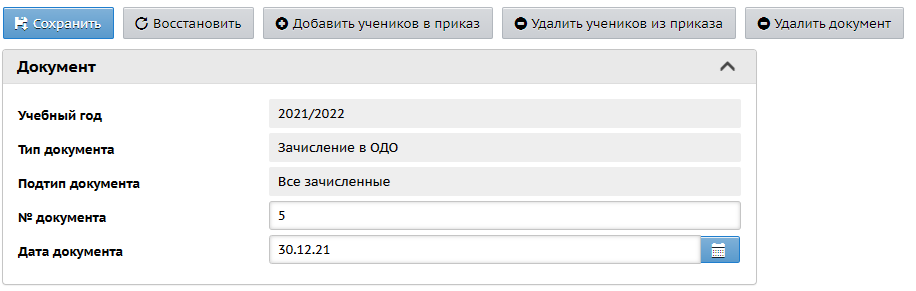 Сохранить Восстановить Добавить учеников в приказ Удалить учеников из приказа Удалить документ
Документ
Учебный год 2021/2022
Тип документа Зачисление в ОДО
Подтип документа Все зачисленные
№ документа 5
Дата документа 30.12.21